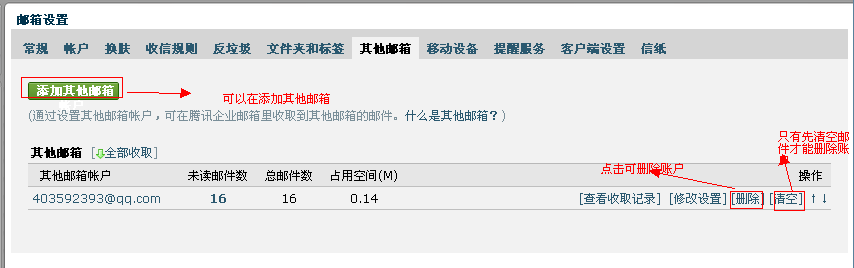 邮箱设置
常规 帐户 换肤 收信规则 反垃圾 文件夹和标签 其他邮箱 移动设备 提醒服务 客户端设置 信纸
添加其他邮箱
可以在添加其他邮箱
(通过设置其他邮箱帐户，可在腾讯企业邮箱里收取到其他邮箱的邮件。什么是其他邮箱？)
只有先清空邮
件才能删除账
其他邮箱 [全部收取]
点击可删除账户
其他邮箱帐户 未读邮件数 总邮件数 占用空间(M) 操作
403592393@qq.com 16 16 0.14 [查看收取记录] [修改设置] [删除] [清空] ↑ ↓